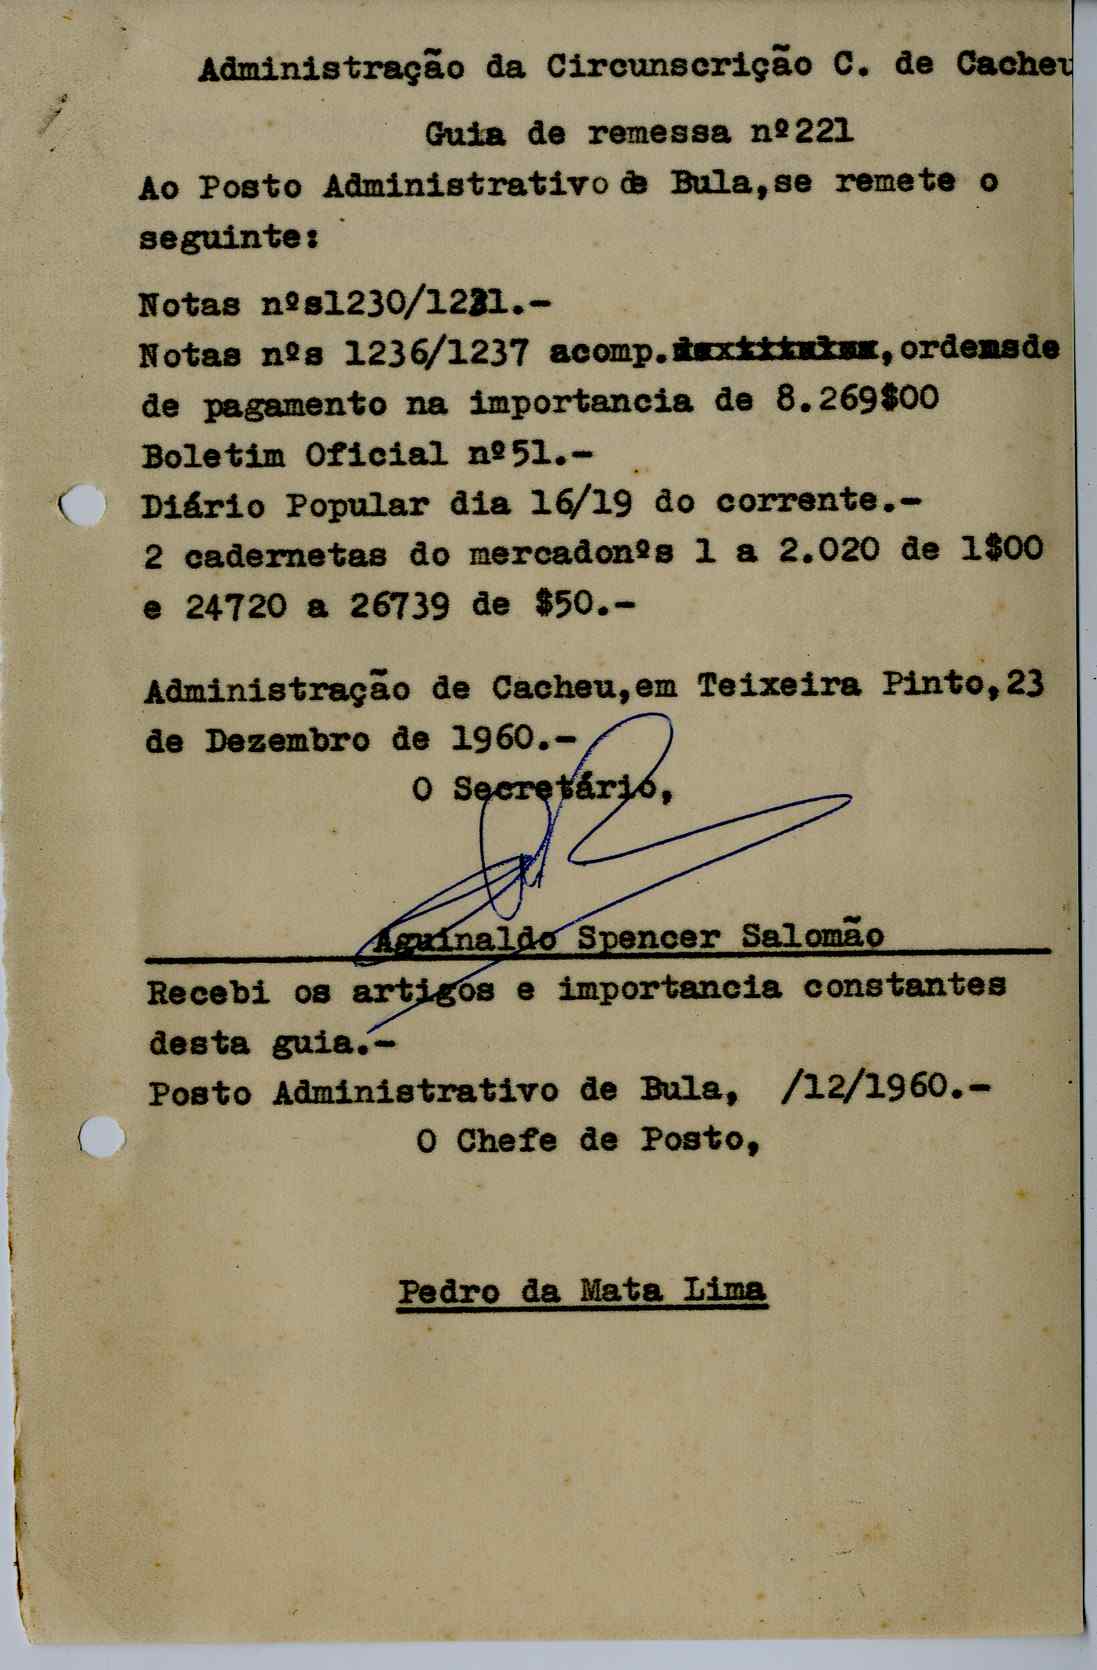 Administração da Circunscrição C. de Cacheu
Guia de remessa nº221
Ao Posto Administrativo de Bula,se remete o
seguinte:
Notas nºs1230/1231.-
Notas nºs 1236/1237 acomp. ,ordensde
de pagamento na importancia de 8.269$00
Boletim Oficial nº51.-
Diário Popular dia 16/19 do corrente.-
2 cadernetas do mercadonºs 1 a 2.020 de 1$00
e 24720 a 26739 de $50.-
Administração de Cacheu,em Teixeira Pinto,23
de Dezembro de 1960.-
O Secretário,
Aguinaldo Spencer Salomão
Recebi os artigos e importancia constantes
desta guia.-
Posto Administrativo de Bula, /12/1960.-
O Chefe de Posto,
Pedro da Mata Lima